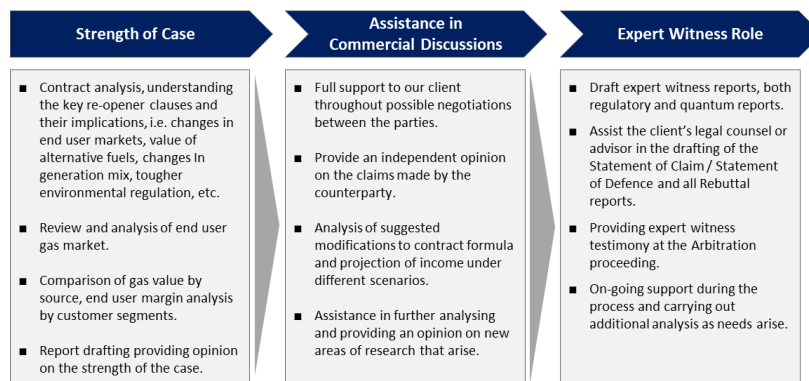 Strength of Case
■ Contract analysis, understanding
the key re-opener clauses and
their implications, i.e. changes in
end user markets, value of
alternative fuels, changes In
generation mix, tougher
environmental regulation, etc.
■ Review and analysis of end user
gas market.
■ Comparison of gas value by
source, end user margin analysis
by customer segments.
■ Report drafting providing opinion
on the strength of the case.
Assistance in
Commercial Discussions
■ Full support to our client
throughout possible negotiations
between the parties.
■ Provide an independent opinion
on the claims made by the
counterparty.
■ Analysis of suggested
modifications to contract formula
and projection of income under
different scenarios.
■ Assistance in further analysing
and providing an opinion on new
areas of research that arise.
Expert Witness Role
■ Draft expert witness reports, both
regulatory and quantum reports.
■ Assist the client’s legal counsel or
advisor in the drafting of the
Statement of Claim / Statement
of Defence and all Rebuttal
reports.
■ Providing expert witness
testimony at the Arbitration
proceeding.
■ On-going support during the
process and carrying out
additional analysis as needs arise.